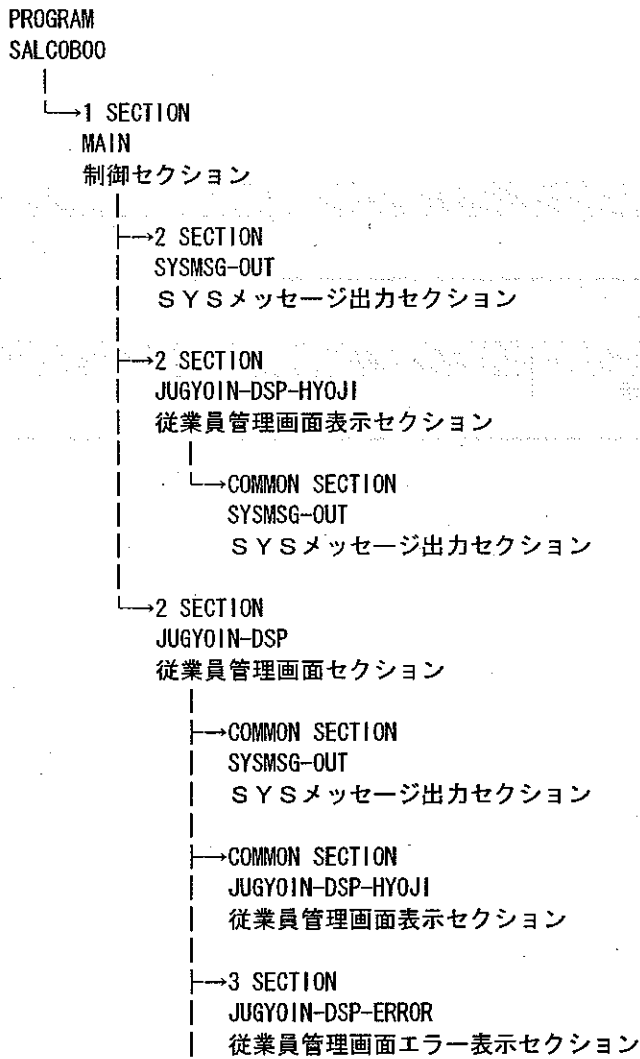 PROGRAM
SALCOB00
1 SECTION
MAIN
制御セクション
2 SECTION
SYSMSG-OUT
ＳＹＳメッセージ出力セクション
2 SECTION
JUGYOIN-DSP-HYOJI
従業員管理画面表示セクション
COMMON SECTION
SYSMSG-OUT
ＳＹＳメッセージ出力セクション
2 SECTION
JUGYOIN-DSP
従業員管理画面セクション
COMMON SECTION
SYSMSG-OUT
ＳＹＳメッセージ出力セクション
COMMON SECTION
JUGYOIN-DSP-HYOJI
従業員管理画面表示セクション
3 SECTION
JUGYOIN-DSP-ERROR
従業員管理画面エラー表示セクション